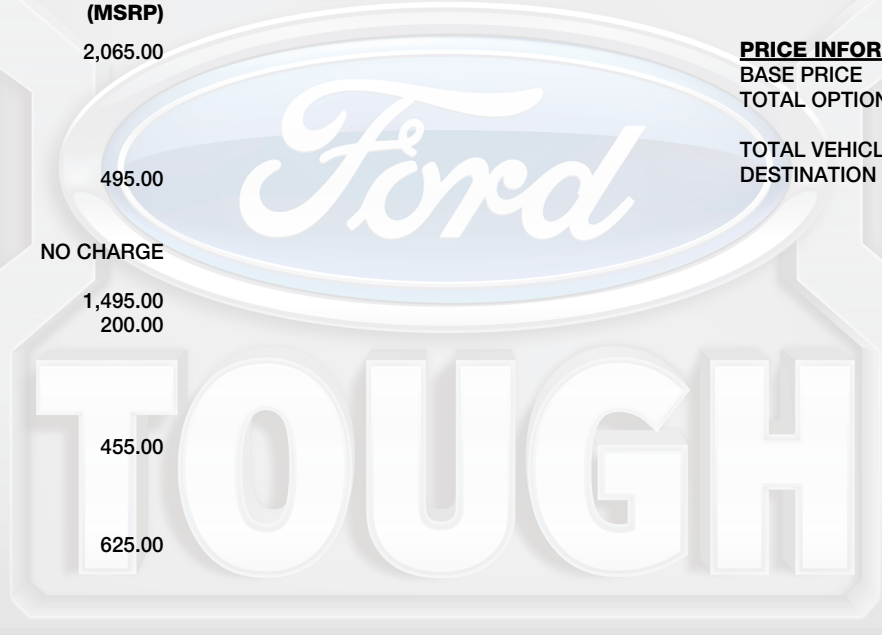 (MSRP)
2,065.00
495.00
NO CHARGE
1,495.00
200.00
455.00
625.00
PRICE INFOR
BASE PRICE
TOTAL OPTION
TOTAL VEHICL
DESTINATION
Ford
TOUGH